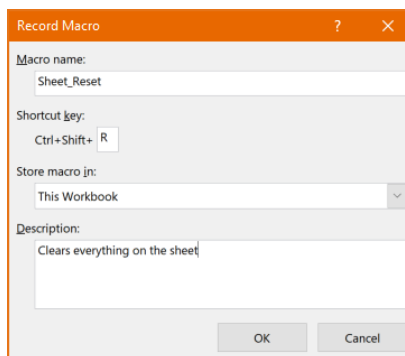 Record Macro ?
Macro name:
Sheet_Reset
Shortcut key:
Ctrl+Shift+ R
Store macro in:
This Workbook
Description:
Clears everything on the sheet
OK Cancel